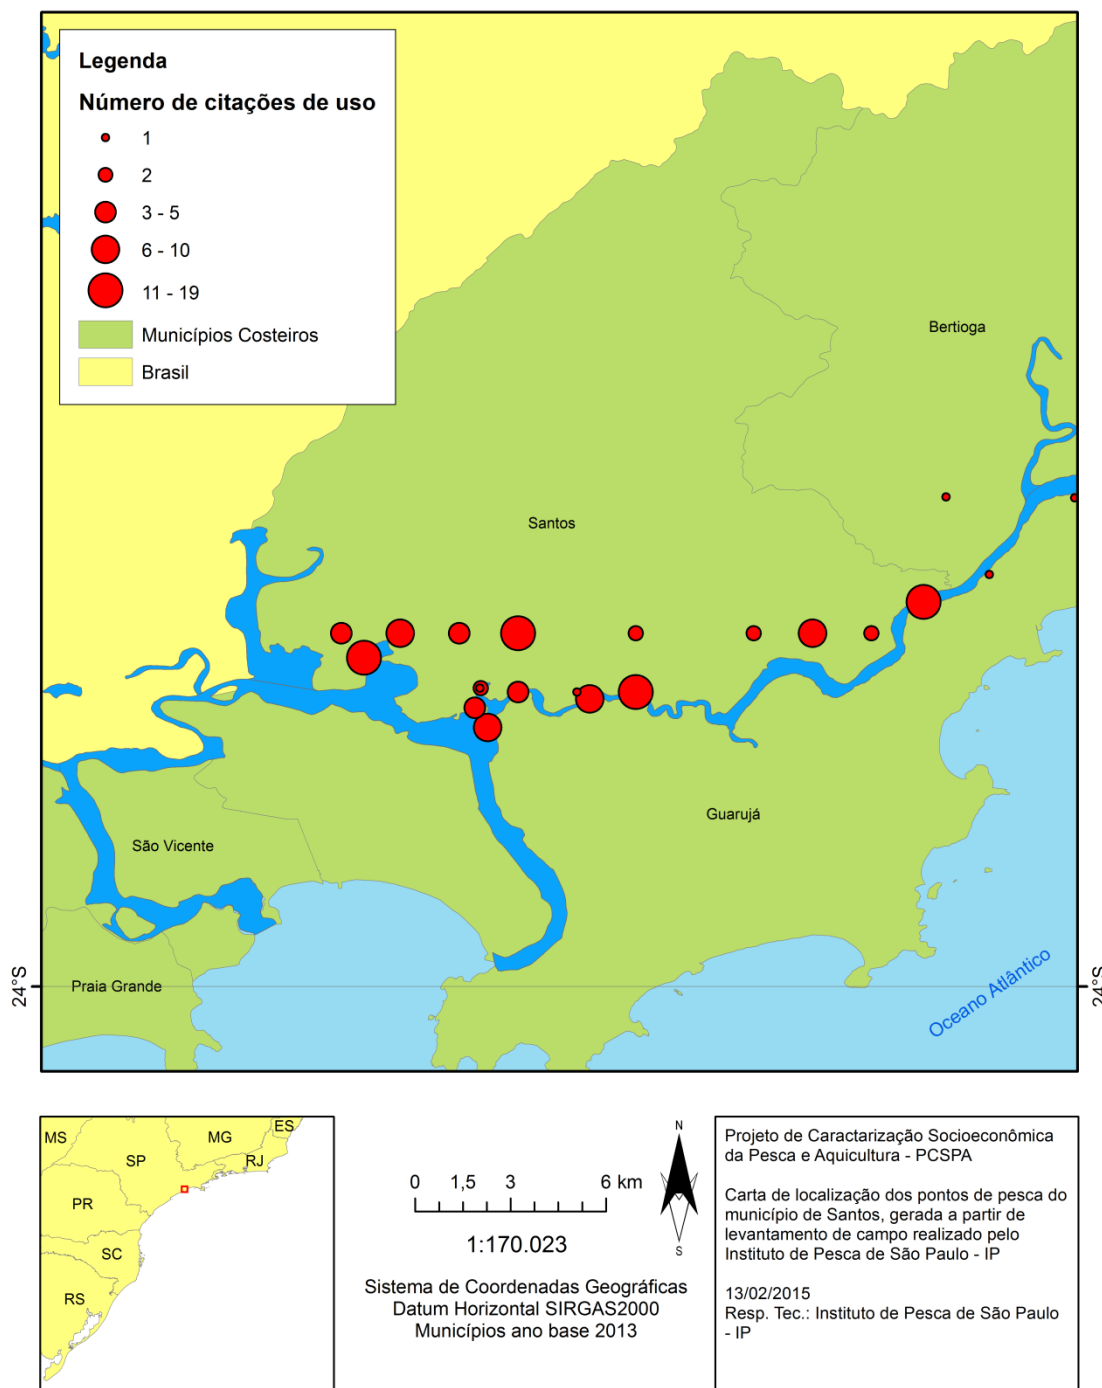 Legenda
Número de citações de uso
1
2
3 - 5
6 - 10
11 - 19
Municípios Costeiros
Brasil
Bertioga
Santos
Guarujá
São Vicente
Praia Grande
24°S
24°S
Oceano Atlântico
MS
MG
ES
SP
RJ
PR
SC
RS
0 1,5 3 6 km
1:170.023
Sistema de Coordenadas Geográficas
Datum Horizontal SIRGAS2000
Municípios ano base 2013
N
S
Projeto de Caractarização Socioeconômica
da Pesca e Aquicultura - PCSPA
Carta de localização dos pontos de pesca do
município de Santos, gerada a partir de
levantamento de campo realizado pelo
Instituto de Pesca de São Paulo - IP
13/02/2015
Resp. Tec.: Instituto de Pesca de São Paulo
- IP